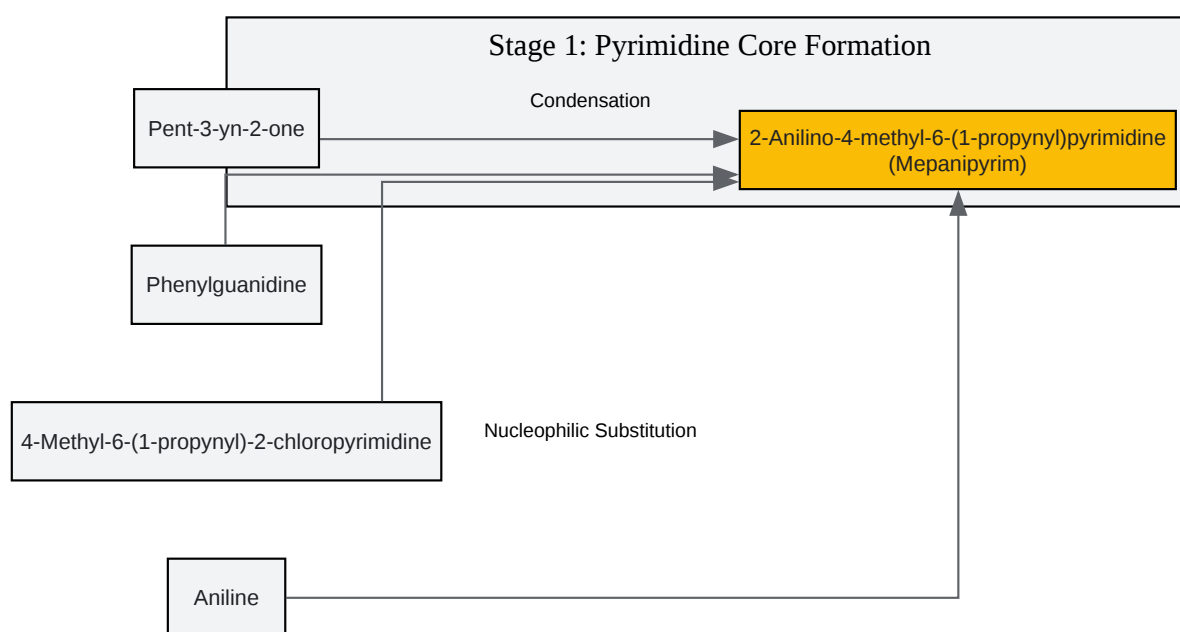 Stage 1: Pyrimidine Core Formation
Condensation
Pent-3-yn-2-one
2-Anilino-4-methyl-6-(1-propynyl)pyrimidine
(Mepanipyrim)
Phenylguanidine
4-Methyl-6-(1-propynyl)-2-chloropyrimidine
Nucleophilic Substitution
Aniline